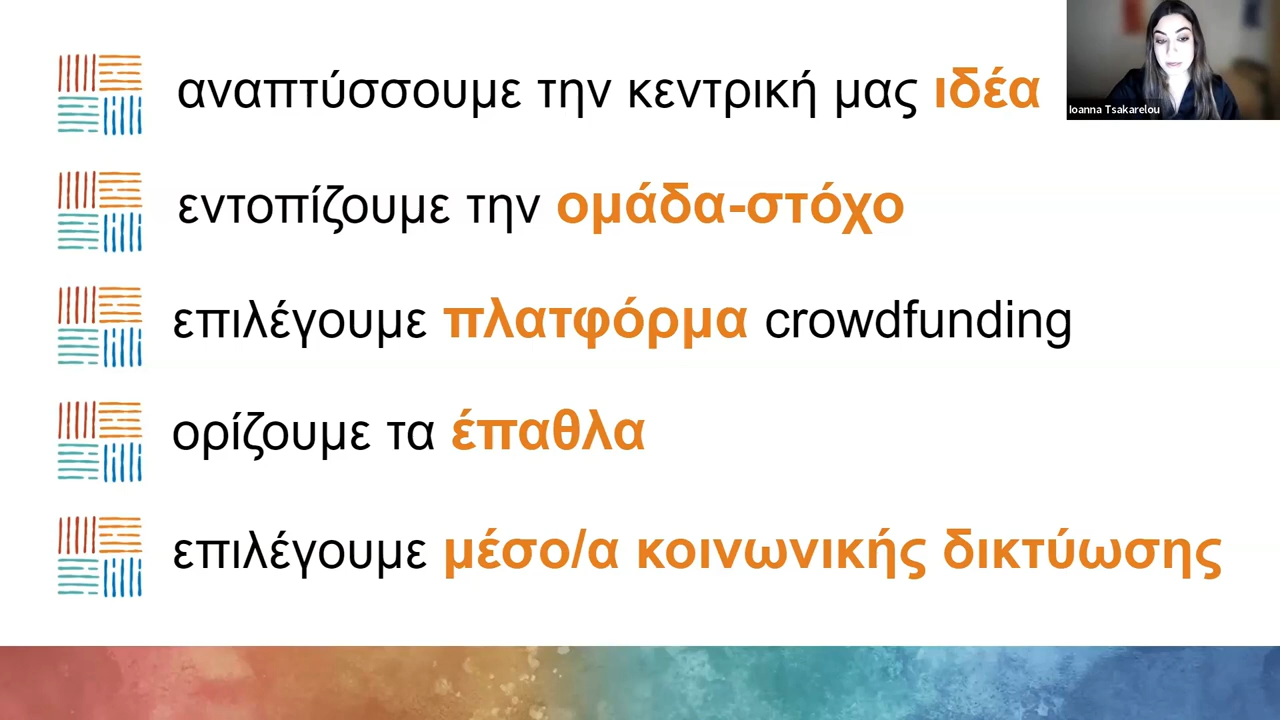 αναπτύσσουμε την κεντρική μας ιδέα
Ioanna Tsakarelou
εντοπίζουμε την ομάδα-στόχο
επιλέγουμε πλατφόρμα crowdfunding
ορίζουμε τα έπαθλα
επιλέγουμε μέσο/α κοινωνικής δικτύωσης